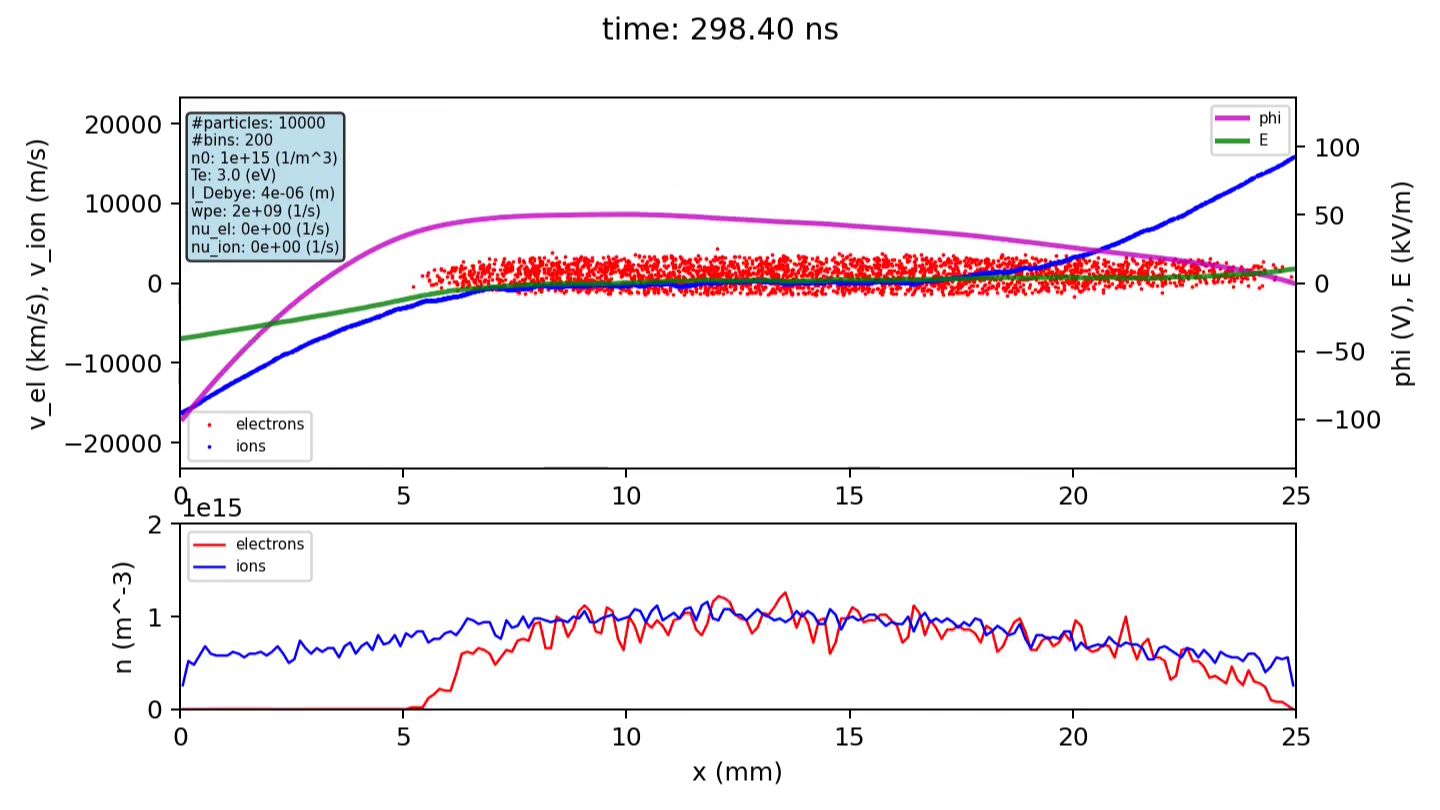 time: 298.40 ns
v_el (km/s), v_ion (m/s)
20000
10000
0
−10000
−20000
#particles: 10000
#bins: 200
n0: 1e+15 (1/m^3)
Te: 3.0 (eV)
l_Debye: 4e-06 (m)
wpe: 2e+09 (1/s)
nu_el: 0e+00 (1/s)
nu_ion: 0e+00 (1/s)
phi
E
electrons
ions
100
50
0
−50
−100
phi (V), E (kV/m)
0 5 10 15 20 25
1e15
n (m^-3)
2
1
0
electrons
ions
0 5 10 15 20 25
x (mm)